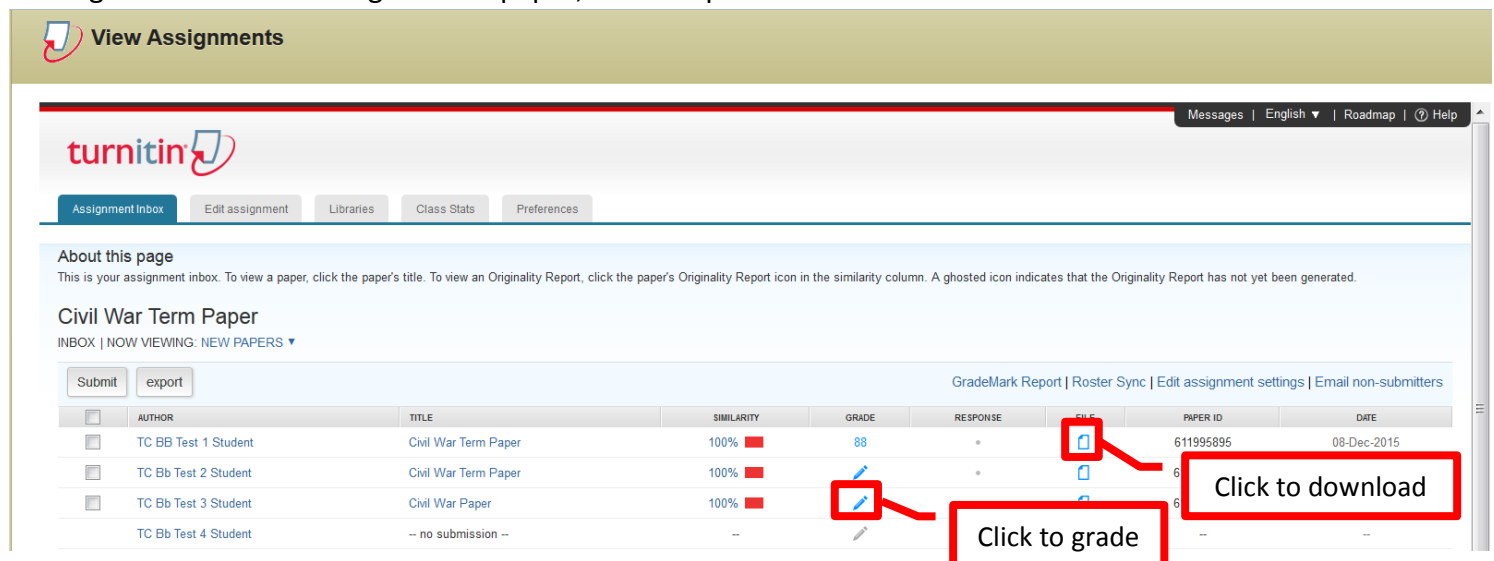 View Assignments
Messages | English ▼ | Roadmap | ? Help
turnitin
Assignment Inbox Edit assignment Libraries Class Stats Preferences
About this page
This is your assignment inbox. To view a paper, click the paper's title. To view an Originality Report, click the paper's Originality Report icon in the similarity column. A ghosted icon indicates that the Originality Report has not yet been generated.
Civil War Term Paper
INBOX | NOW VIEWING: NEW PAPERS ▼
Submit export GradeMark Report | Roster Sync | Edit assignment settings | Email non-submitters
AUTHOR TITLE SIMILARITY GRADE RESPONSE FILE PAPER ID DATE
TC BB Test 1 Student Civil War Term Paper 100% 88 611995895 08-Dec-2015
TC Bb Test 2 Student Civil War Term Paper 100% 6
Click to download
TC Bb Test 3 Student Civil War Paper 100% 6
Click to grade
TC Bb Test 4 Student -- no submission -- -- -- --